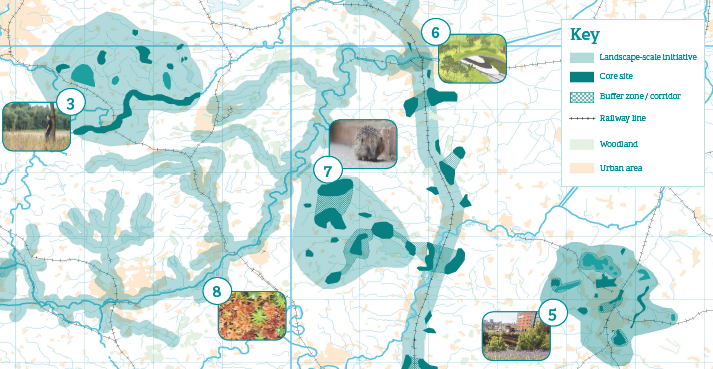 6
3
7
8
5
Key
Landscape-scale initiative
Core site
Buffer zone / corridor
Railway line
Woodland
Urban area